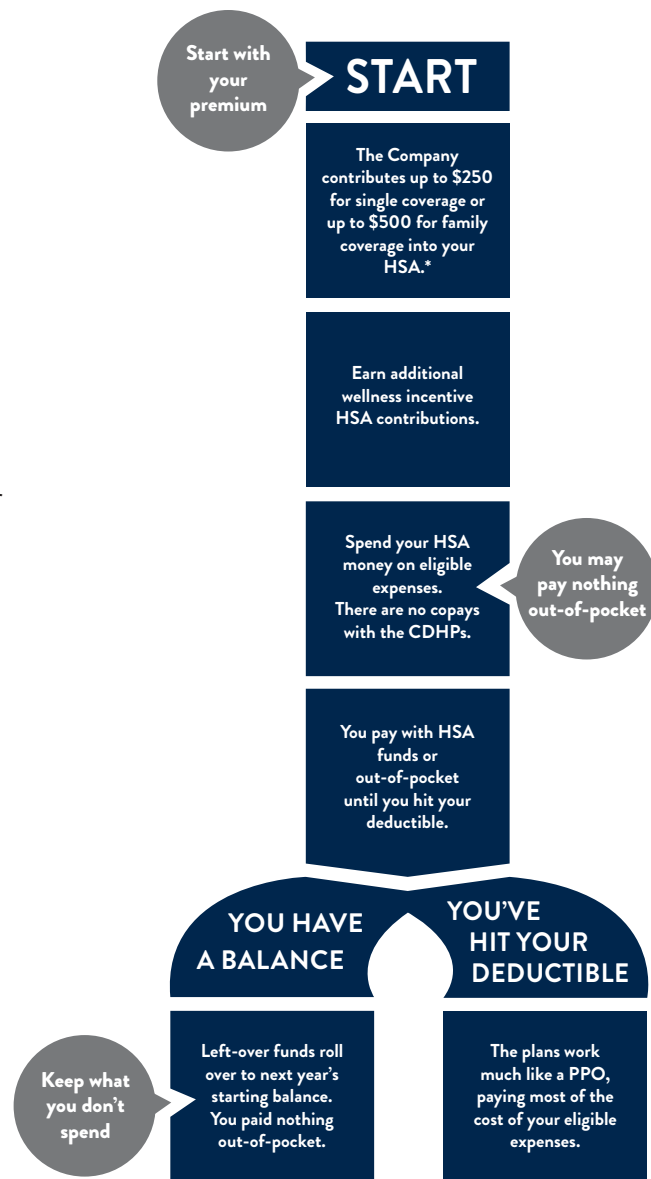 Start with
your
premium
START
The Company
contributes up to $250
for single coverage or
up to $500 for family
coverage into your
HSA.*
Earn additional
wellness incentive
HSA contributions.
Spend your HSA
money on eligible
expenses.
There are no copays
with the CDHPs.
You may
pay nothing
out-of-pocket
You pay with HSA
funds or
out-of-pocket
until you hit your
deductible.
YOU HAVE
A BALANCE
YOU’VE
HIT YOUR
DEDUCTIBLE
Keep what
you don’t
spend
Left-over funds roll
over to next year’s
starting balance.
You paid nothing
out-of-pocket.
The plans work
much like a PPO,
paying most of the
cost of your eligible
expenses.